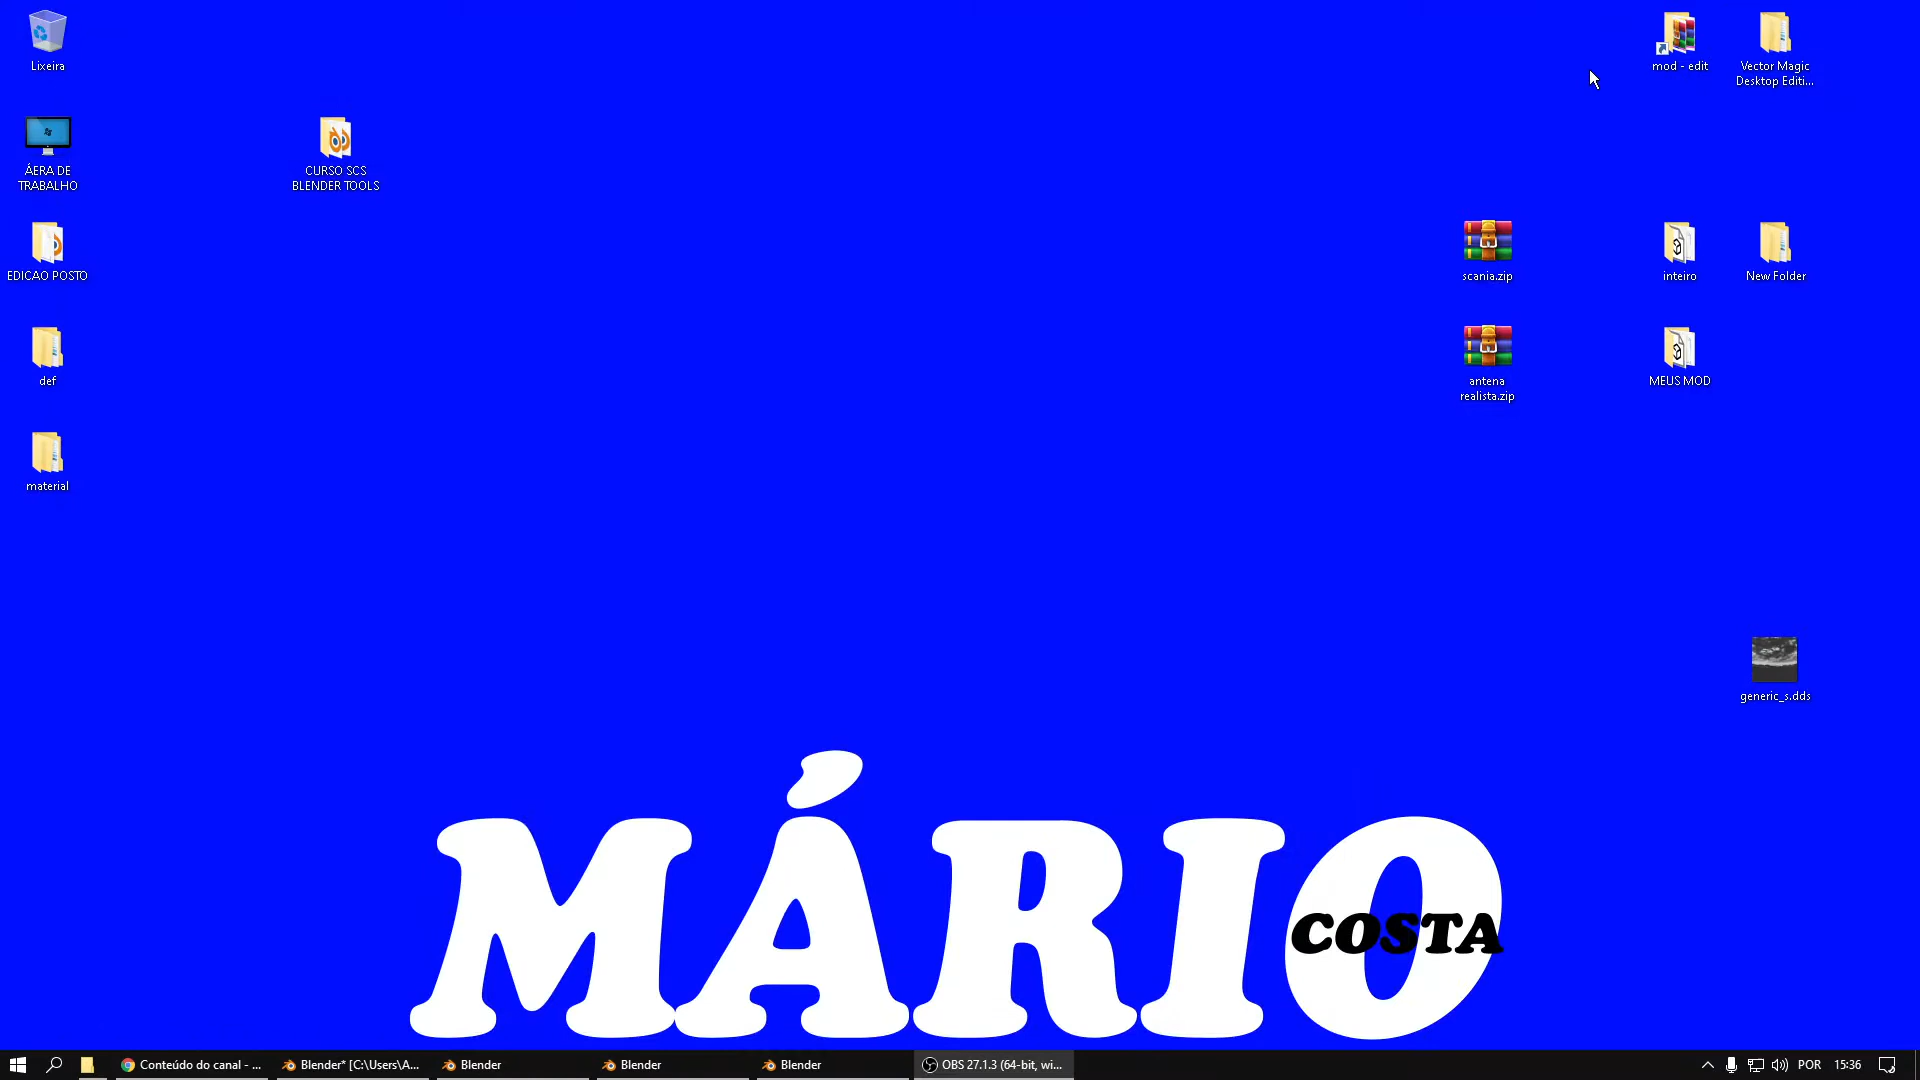 Lixeira
mod - edit
Vector Magic
Desktop Editi...
ÁERA DE
TRABALHO
CURSO SCS
BLENDER TOOLS
EDICAO POSTO
scania.zip
inteiro
New Folder
def
antena
realista.zip
MEUS MOD
material
generic_s.dds
MÁRIO
COSTA
Conteúdo do canal - ...
Blender* [C:\Users\A...
Blender
Blender
Blender
OBS 27.1.3 (64-bit, wi...
POR
15:36